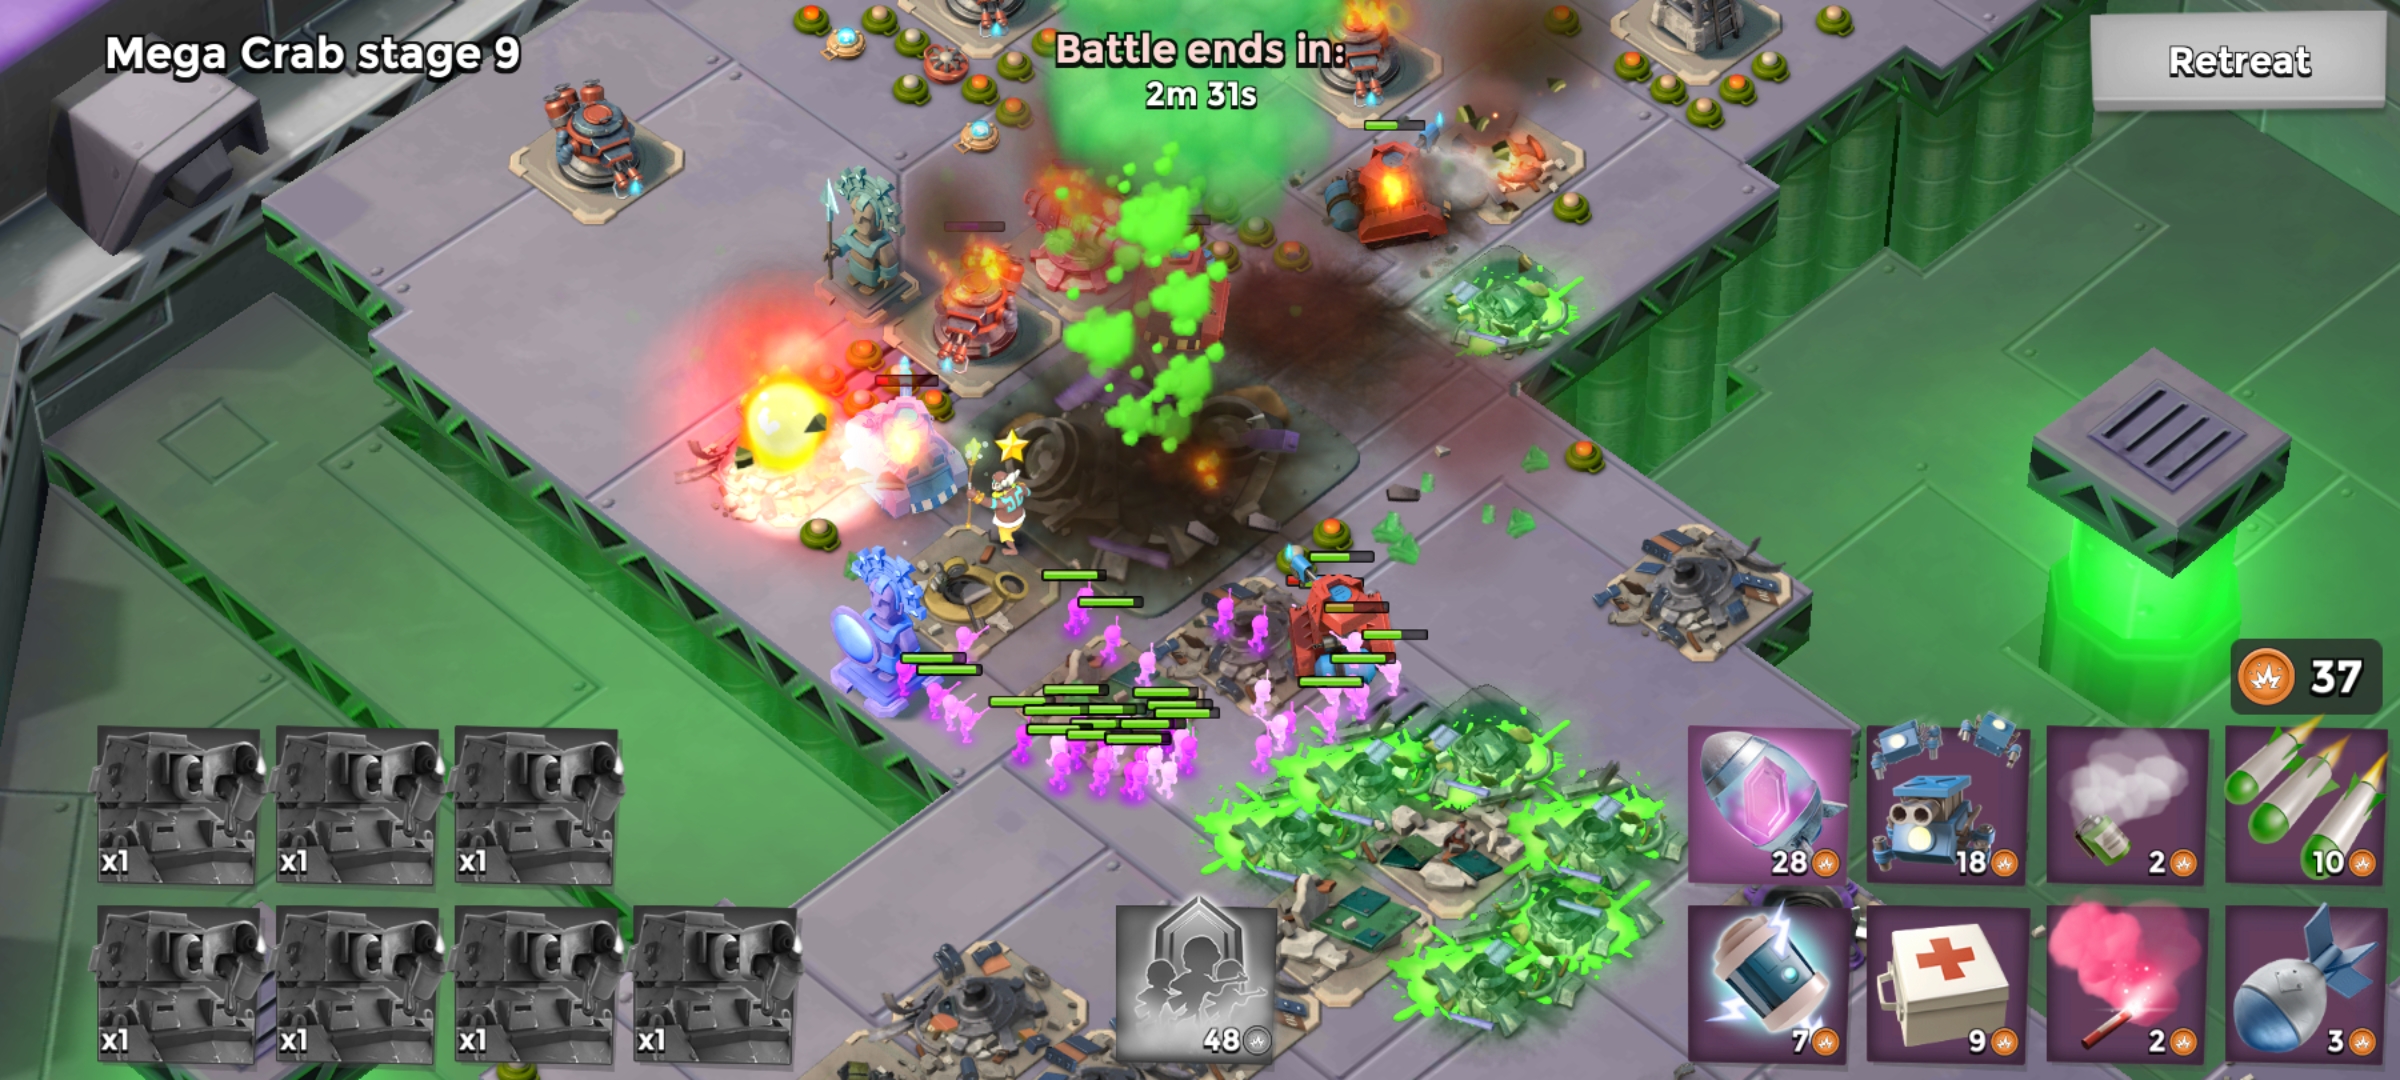 Mega Crab stage 9
Battle ends in:
2m 31s
Retreat
37
x1
x1
x1
28
18
2
10
x1
x1
x1
x1
48
7
9
2
3